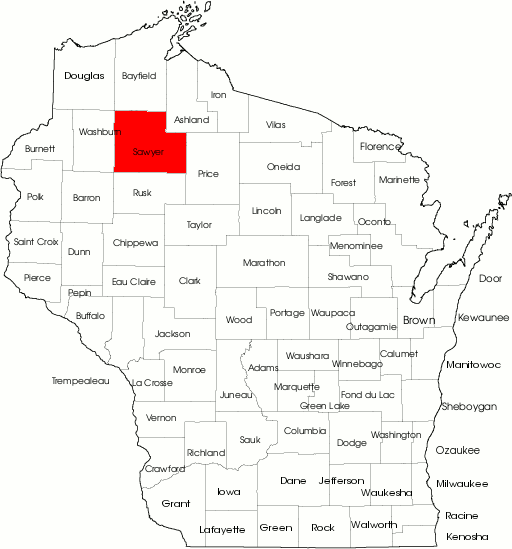 Douglas
Bayfield
Iron
Ashland
Vilas
Washburn
Burnett
Sawyer
Florence
Oneida
Price
Forest
Marinette
Polk
Barron
Rusk
Lincoln
Langlade
Taylor
Oconto
Saint Croix
Chippewa
Menominee
Dunn
Marathon
Pierce
Eau Claire
Clark
Shawano
Door
Pepin
Buffalo
Wood
Portage
Waupaca
Outagamie
Brown
Kewaunee
Jackson
Waushara
Calumet
Winnebago
Manitowoc
Monroe
Adams
Trempealeau
La Crosse
Marquette
Juneau
Fond du Lac
Green Lake
Sheboygan
Vernon
Columbia
Washington
Sauk
Dodge
Richland
Ozaukee
Crawford
Dane
Jefferson
Milwaukee
Iowa
Waukesha
Grant
Racine
Walworth
Lafayette
Green
Rock
Kenosha